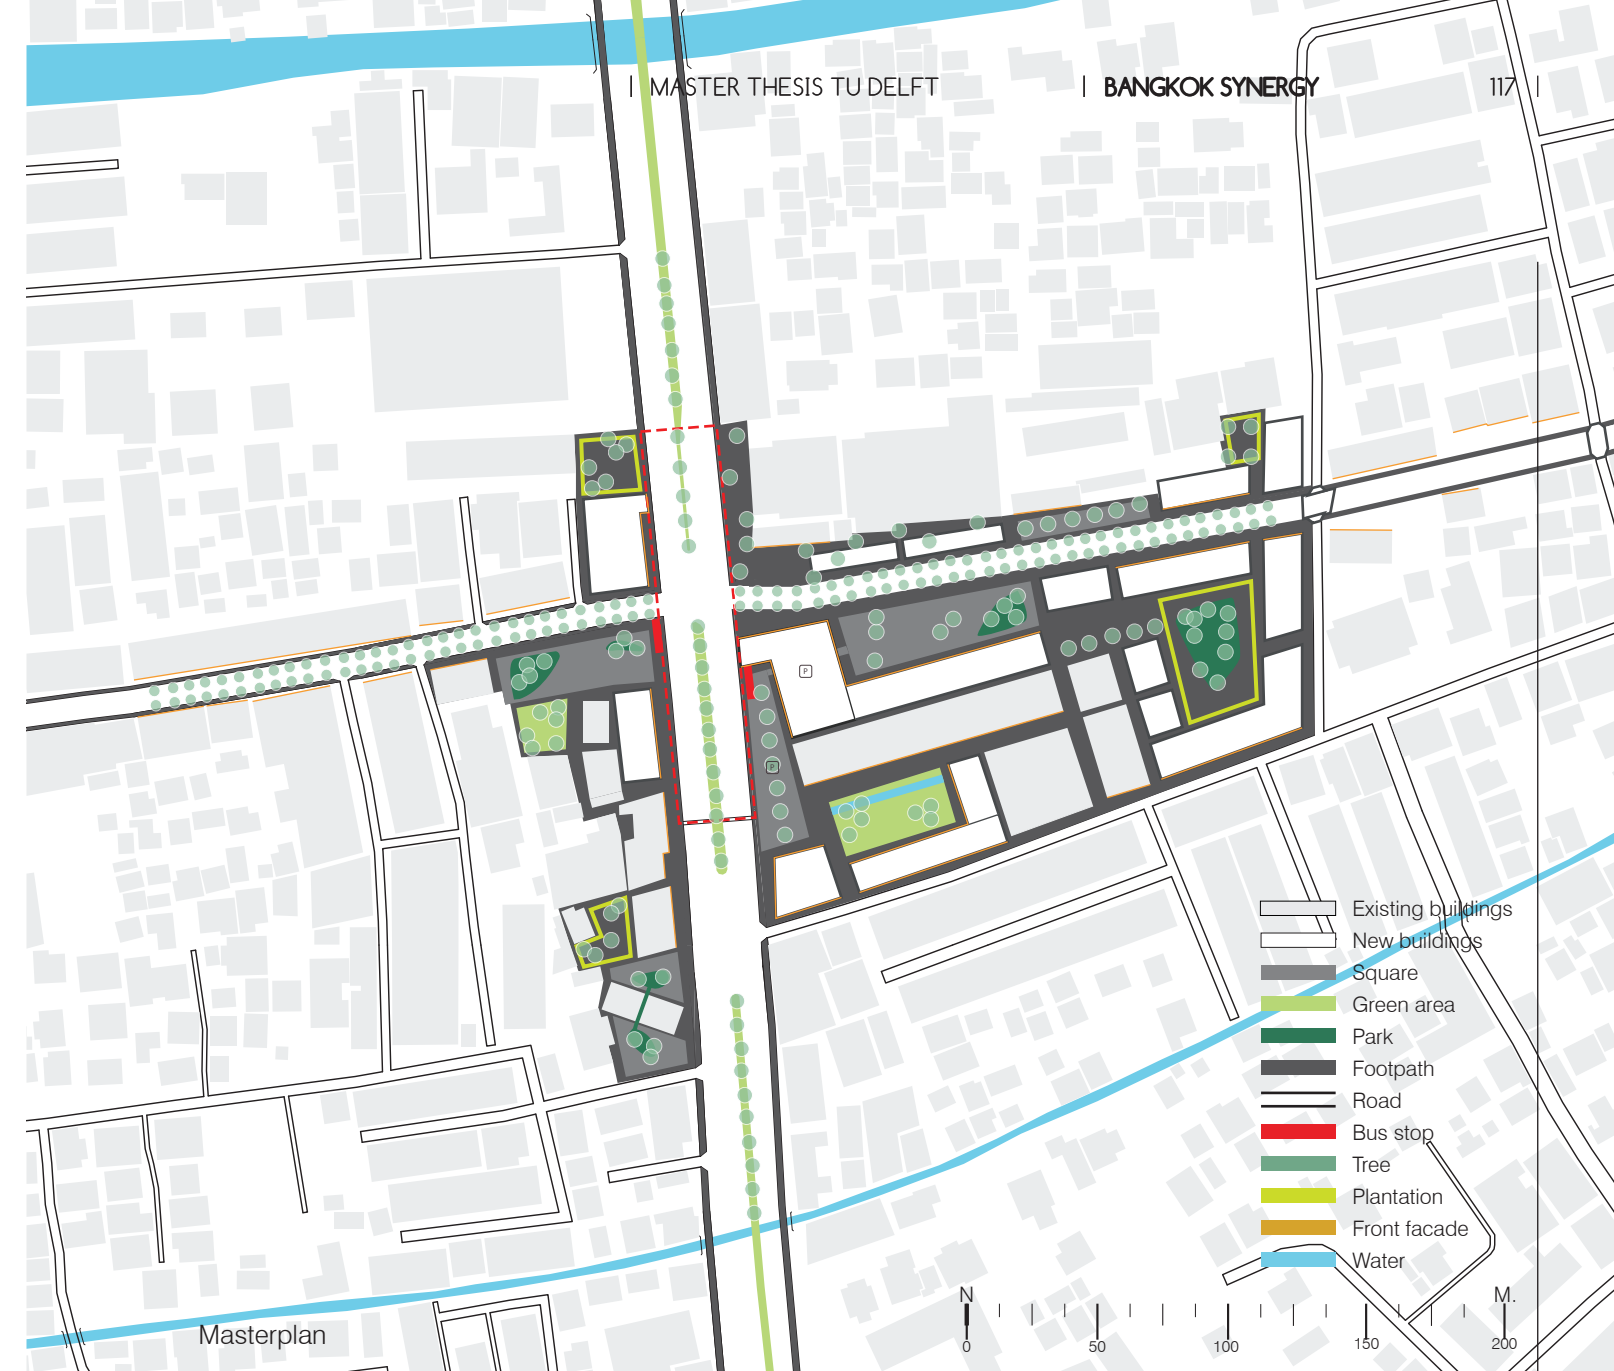 MASTER THESIS TU DELFT
BANGKOK SYNERGY
117
P
P
Existing buildings
New buildings
Square
Green area
Park
Footpath
Road
Bus stop
Tree
Plantation
Front facade
Water
N
M.
0
50
100
150
200
Masterplan